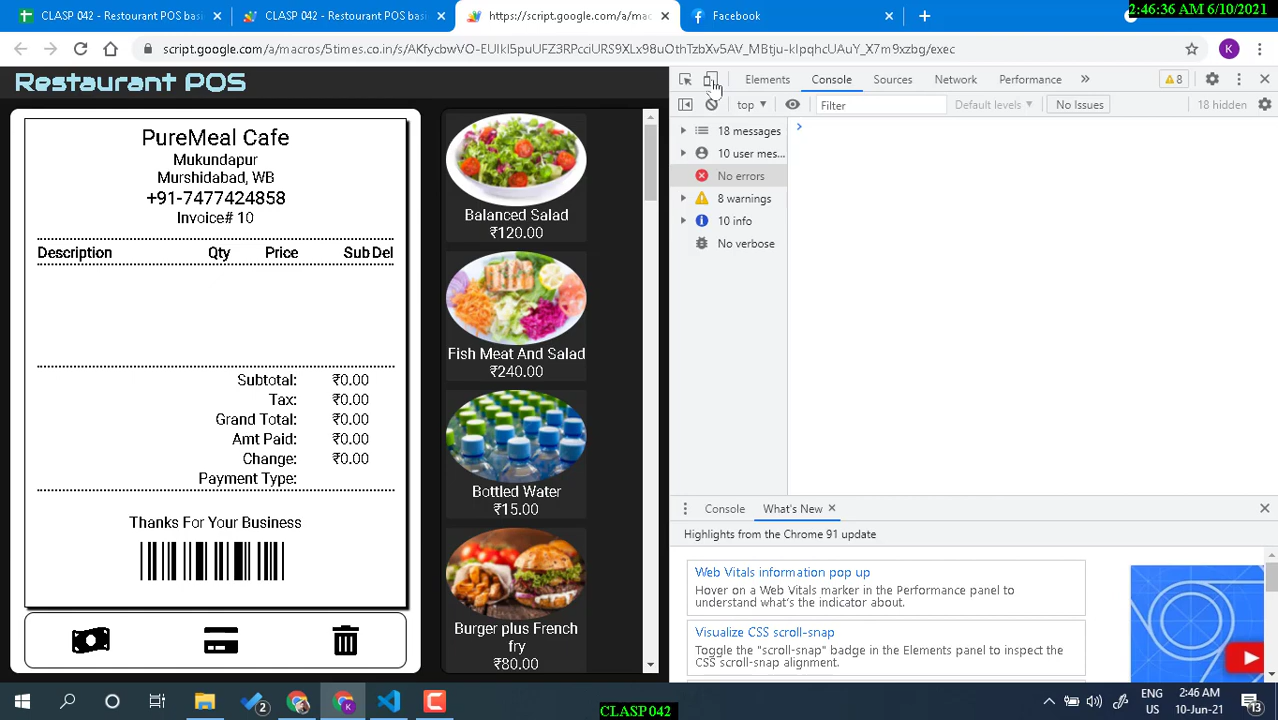 2:46:36 AM 6/10/2021
CLASP 042 - Restaurant POS basi
CLASP 042 - Restourant POS basi
https://script.google.com/a/mac
Facebook
script.google.com/a/macros/5times.co.in/s/AKfycbwVO-EUIkI5puUFZ3RPcciURS9XLx98uOthTzbXv5AV_MBtju-kIpqhcUAuY_X7m9xzbg/exec
K
Restaurant POS
PureMeal Cafe
Mukundapur
Murshidabad, WB
+91-7477424858
Invoice# 10
Description Qty Price Sub Del
Subtotal: ₹0.00
Tax: ₹0.00
Grand Total: ₹0.00
Amt Paid: ₹0.00
Change: ₹0.00
Payment Type:
Thanks For Your Business
Balanced Salad
₹120.00
Fish Meat And Salad
₹240.00
Bottled Water
₹15.00
Burger plus French
fry
₹80.00
Elements Console Sources Network Performance » 8
top Filter Default levels No Issues 18 hidden
18 messages
10 user mes...
No errors
8 warnings
10 info
No verbose
Console What's New
Highlights from the Chrome 91 update
Web Vitals information pop up
Hover on a Web Vitals marker in the Performance panel to
understand what's the indicator about.
Visualize CSS scroll-snap
Toggle the "scroll-snap" badge in the Elements panel to inspect the
CSS scroll-snap alignment.
2
K
ENG
US
2:46 AM
10-Jun-21
13
CLASP 042